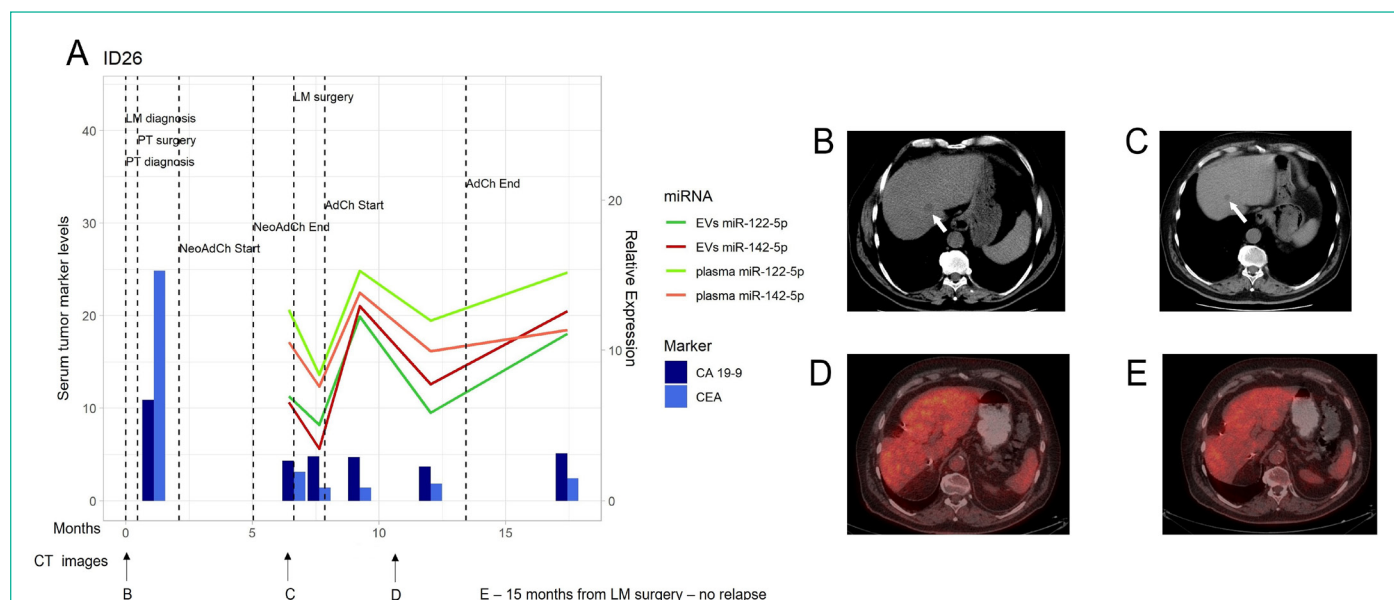 A
ID26
LM surgery
LM diagnosis
PT surgery
PT diagnosis
AdCh End
AdCh Start
NeoAdCh End
NeoAdCh Start
Serum tumor marker levels
40
30
20
10
0
Relative Expression
20
10
0
Months
0
5
10
15
miRNA
EVs miR-122-5p
EVs miR-142-5p
plasma miR-122-5p
plasma miR-142-5p
Marker
CA 19-9
CEA
CT images
B
C
D
E – 15 months from LM surgery – no relapse
B
C
D
E